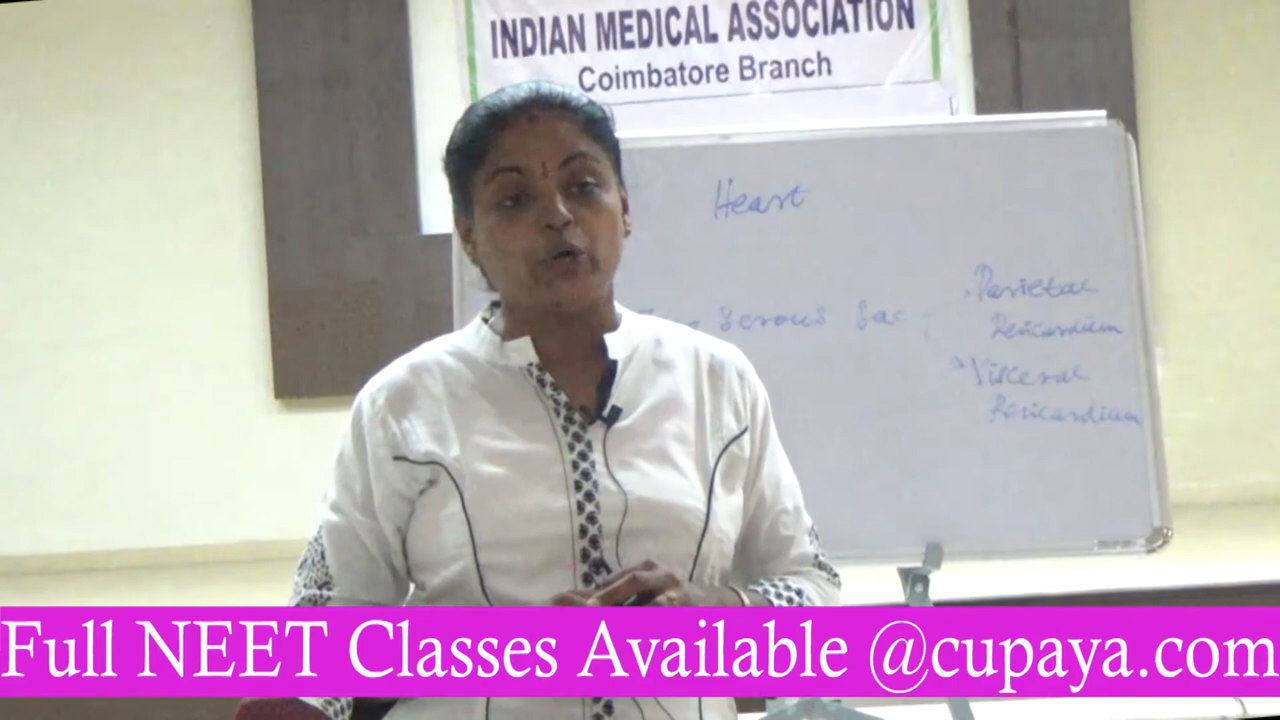 INDIAN MEDICAL ASSOCIATION
Coimbatore Branch
Heart
Serous Sac
Parietal
Pericardium
Visceral
Pericardium
Full NEET Classes Available @cupaya.com